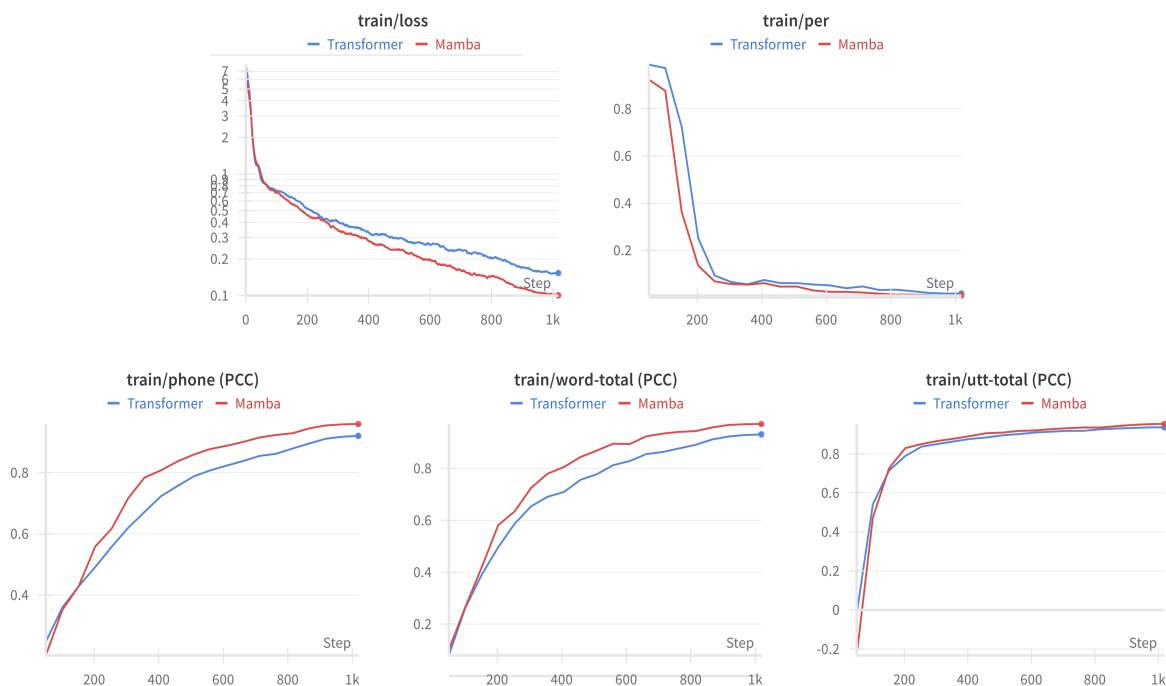 train/loss
Transformer Mamba
7
6
5
4
3
2
1
0.9
0.8
0.7
0.6
0.5
0.4
0.3
0.2
0.1
Step
0 200 400 600 800 1k
train/per
Transformer Mamba
0.8
0.6
0.4
0.2
Step
200 400 600 800 1k
train/phone (PCC)
Transformer Mamba
0.8
0.6
0.4
Step
200 400 600 800 1k
train/word-total (PCC)
Transformer Mamba
0.8
0.6
0.4
0.2
Step
200 400 600 800 1k
train/utt-total (PCC)
Transformer Mamba
0.8
0.6
0.4
0.2
0
-0.2
Step
200 400 600 800 1k